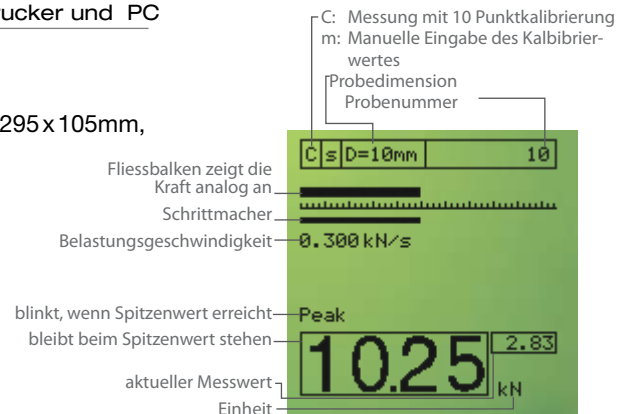 rucker und PC
C: Messung mit 10 Punktkalibrierung
m: Manuelle Eingabe des Kalbibrier-
wertes
Probedimension
Probenummer
295 x 105mm,
C s D=10mm 10
Fliessbalken zeigt die
Kraft analog an
Schrittmacher
Belastungsgeschwindigkeit
0.300 kN/s
blinkt, wenn Spitzenwert erreicht
Peak
bleibt beim Spitzenwert stehen
10.25
2.83
kN
aktueller Messwert
Einheit